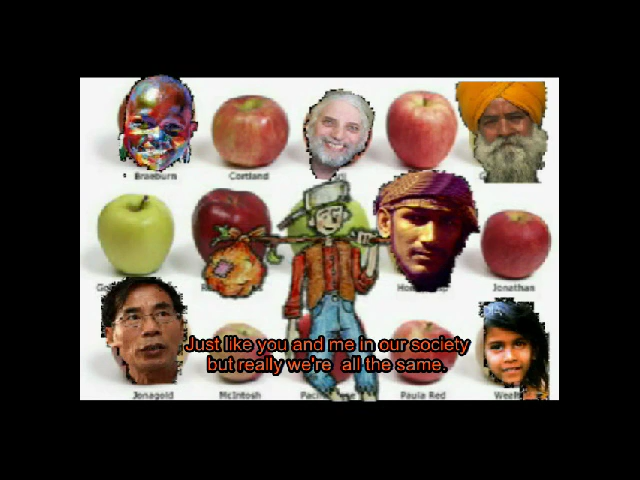 Braeburn Cortland
Jonathan
Just like you and me in our society
but really we're all the same.
Jonagold McIntosh Paula Red